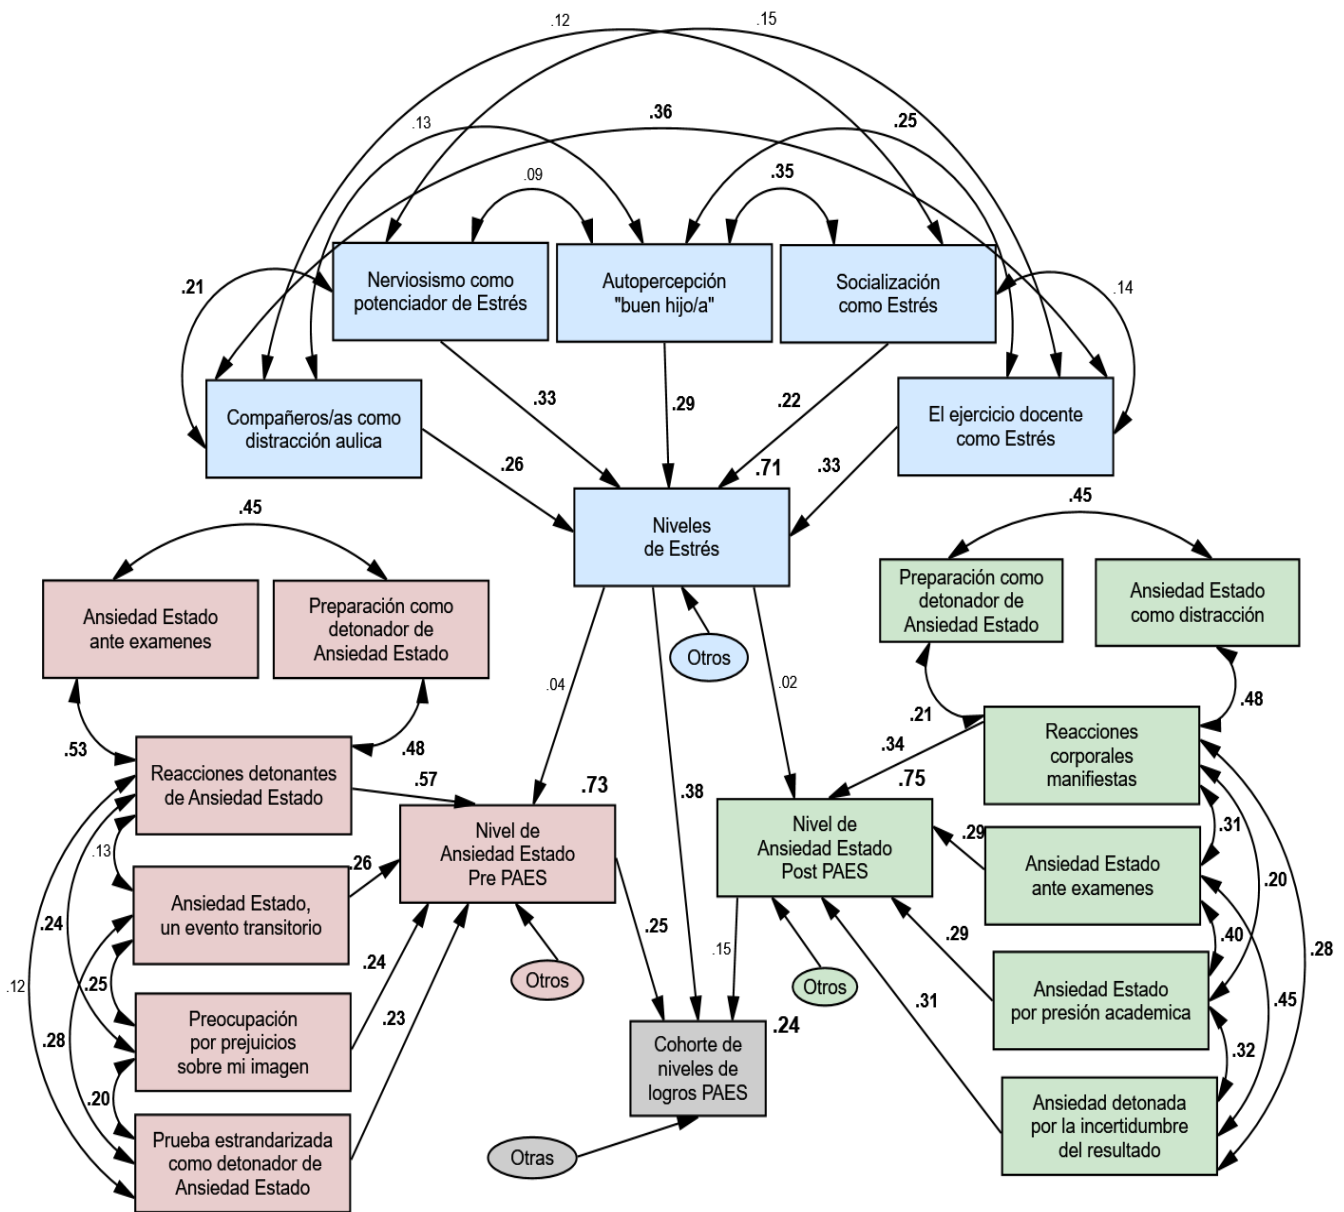 .12
.15
.13
.36
.25
.09
.35
.21
.14
Nerviosismo como
potenciador de Estrés
Autopercepción
"buen hijo/a"
Socialización
como Estrés
Compañeros/as como
distracción aulica
El ejercicio docente
como Estrés
.33
.29
.22
.26
.33
.71
Niveles
de Estrés
.45
.45
Ansiedad Estado
ante examenes
Preparación como
detonador de
Ansiedad Estado
Otros
Preparación como
detonador de
Ansiedad Estado
Ansiedad Estado
como distracción
.04
.02
.53
.48
.21
.48
Reacciones detonantes
de Ansiedad Estado
.57
.73
.38
.34
.75
Reacciones
corporales
manifiestas
.13
.26
Nivel de
Ansiedad Estado
Pre PAES
Nivel de
Ansiedad Estado
Post PAES
.29
.31
Ansiedad Estado
ante examenes
.20
Ansiedad Estado,
un evento transitorio
.24
.12
.25
.28
.24
.25
.15
.29
.40
.28
Otros
Otros
Preocupación
por prejuicios
sobre mi imagen
.23
.31
Ansiedad Estado
por presión academica
.45
.24
Cohorte de
niveles de
logros PAES
.32
.20
Prueba estrandarizada
como detonador de
Ansiedad Estado
Otras
Ansiedad detonada
por la incertidumbre
del resultado